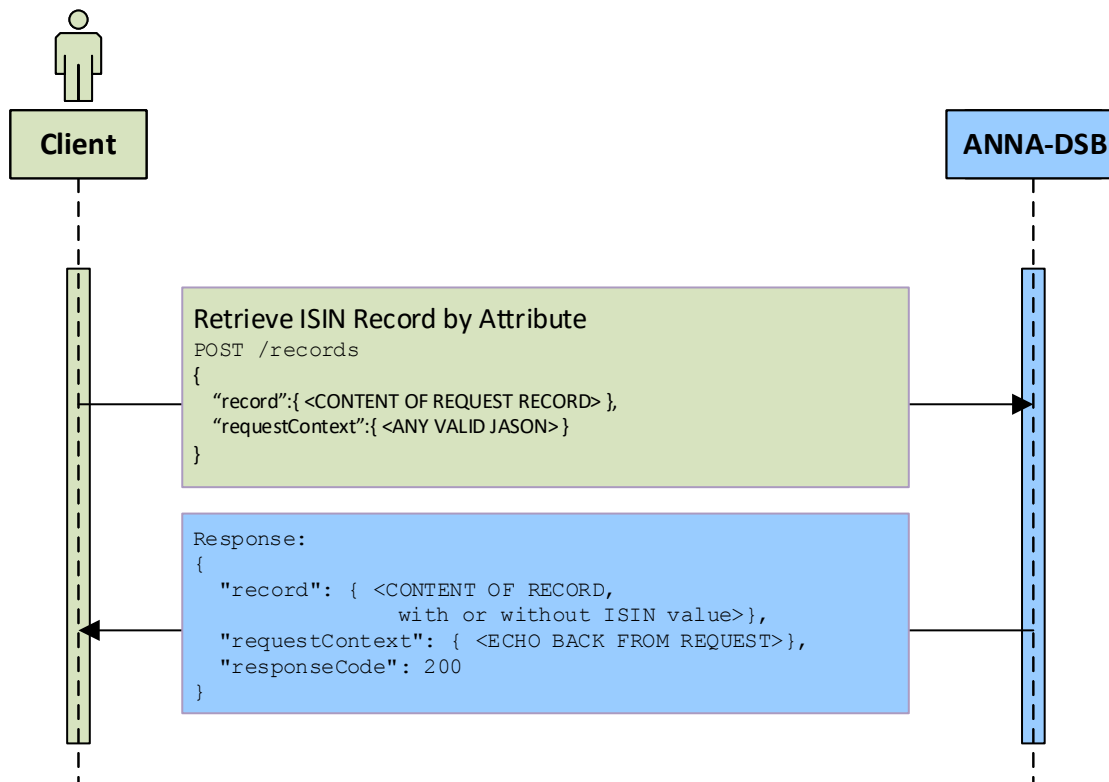 Client
ANNA-DSB
Retrieve ISIN Record by Attribute
POST /records
{
“record”:{ <CONTENT OF REQUEST RECORD> },
“requestContext”:{ <ANY VALID JASON> }
}
Response:
{
"record": { <CONTENT OF RECORD,
with or without ISIN value>},
"requestContext": { <ECHO BACK FROM REQUEST>},
"responseCode": 200
}